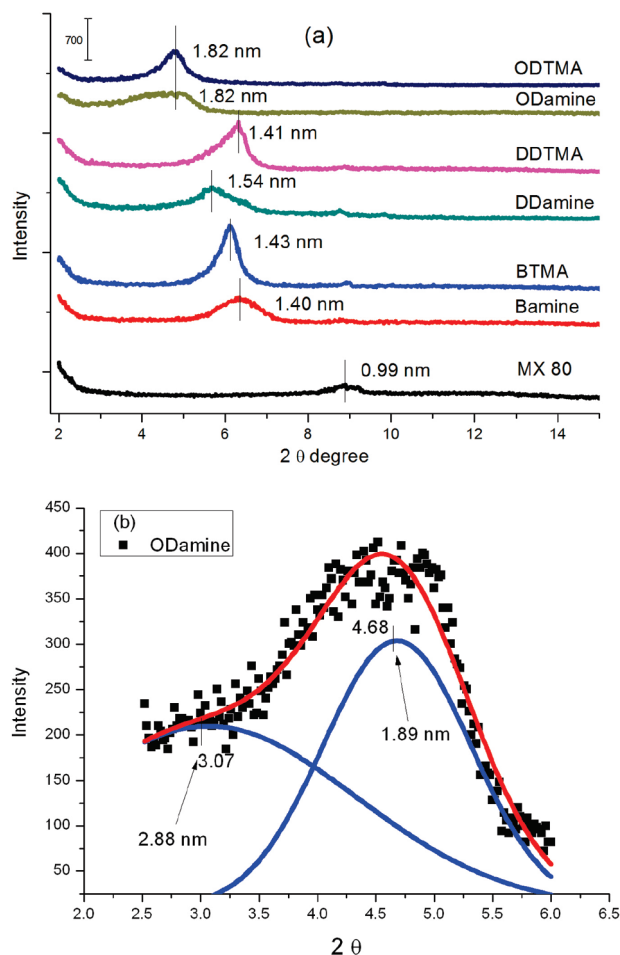 700
(a)
1.82 nm
ODTMA
1.82 nm
ODamine
1.41 nm
DDTMA
1.54 nm
DDamine
1.43 nm
BTMA
1.40 nm
Bamine
0.99 nm
MX 80
Intensity
2 4 6 8 10 12 14
2 θ degree
(b)
ODamine
450
400
350
300
250
200
150
100
50
Intensity
4.68
1.89 nm
3.07
2.88 nm
2.0 2.5 3.0 3.5 4.0 4.5 5.0 5.5 6.0 6.5
2 θ